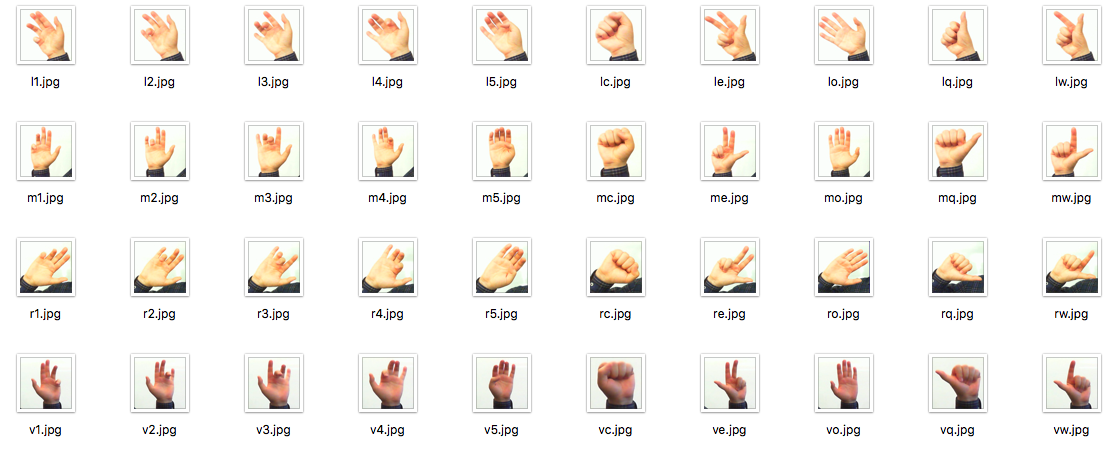 l1.jpg l2.jpg l3.jpg l4.jpg l5.jpg lc.jpg le.jpg lo.jpg lq.jpg lw.jpg
m1.jpg m2.jpg m3.jpg m4.jpg m5.jpg mc.jpg me.jpg mo.jpg mq.jpg mw.jpg
r1.jpg r2.jpg r3.jpg r4.jpg r5.jpg rc.jpg re.jpg ro.jpg rq.jpg rw.jpg
v1.jpg v2.jpg v3.jpg v4.jpg v5.jpg vc.jpg ve.jpg vo.jpg vq.jpg vw.jpg